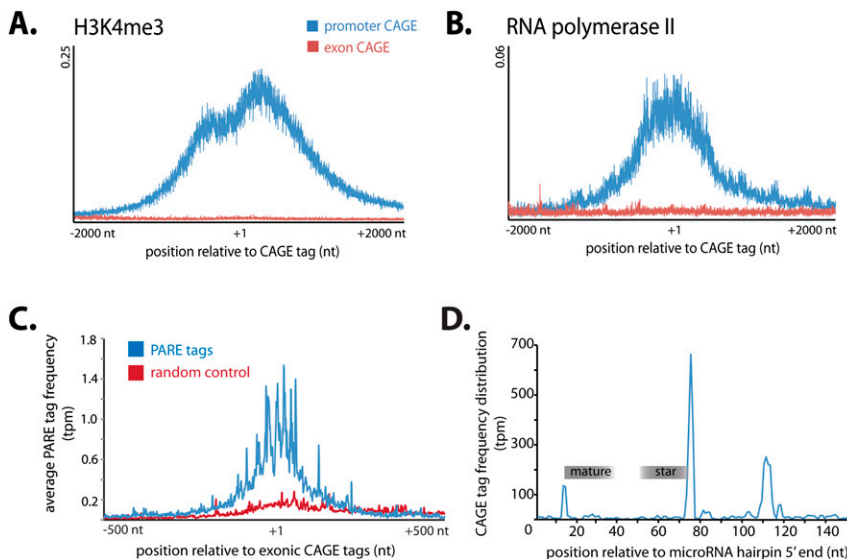 A.
H3K4me3
promoter CAGE
exon CAGE
0.25
-2000 nt
+1
+2000 nt
position relative to CAGE tag (nt)
B.
RNA polymerase II
0.06
-2000 nt
+1
+2000 nt
position relative to CAGE tag (nt)
C.
PARE tags
random control
average PARE tag frequency
(tpm)
1.8
1.4
1.0
0.6
0.2
-500 nt
+1
+500 nt
position relative to exonic CAGE tags (nt)
D.
CAGE tag frequency distribution
(tpm)
700
500
300
100
0
mature
star
0
20
40
60
80
100
120
140
position relative to microRNA hairpin 5' end (nt)